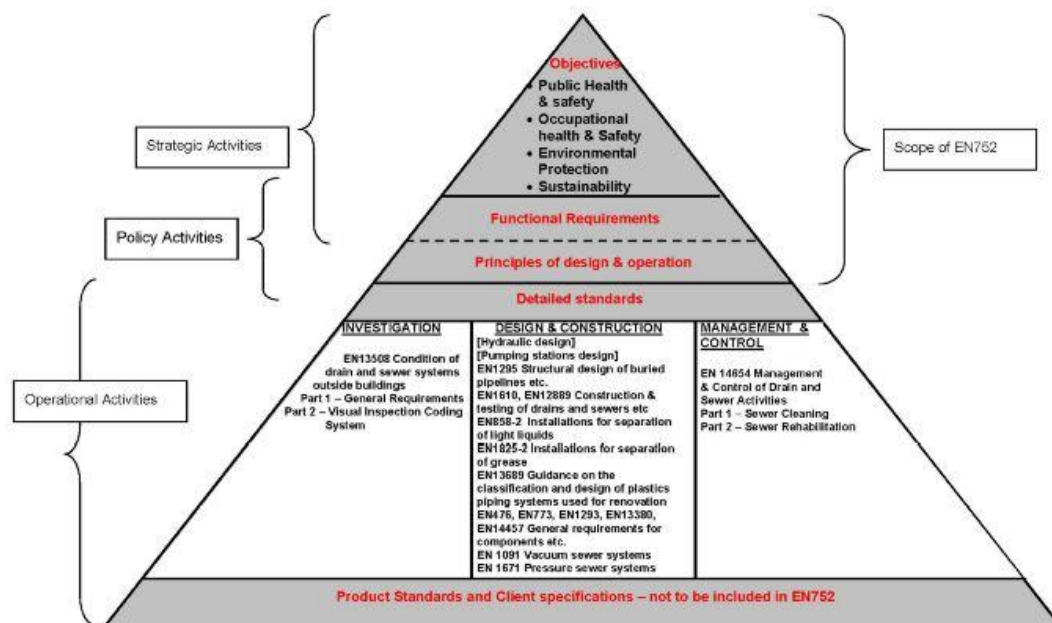 Objectives
• Public Health
& safety
• Occupational
health & Safety
• Environmental
Protection
• Sustainability
Strategic Activities
Scope of EN752
Functional Requirements
Policy Activities
Principles of design & operation
Detailed standards
INVESTIGATION
EN13508 Condition of
drain and sewer systems
outside buildings
Part 1 – General Requirements
Part 2 – Visual Inspection Coding
System
DESIGN & CONSTRUCTION
[Hydraulic design]
[Pumping stations design]
EN1295 Structural design of buried
pipelines etc.
EN1610, EN12889 Construction &
testing of drains and sewers etc
EN858-2 Installations for separation
of light liquids
EN1825-2 Installations for separation
of grease
EN13689 Guidance on the
classification and design of plastics
piping systems used for renovation
EN476, EN773, EN1293, EN13380,
EN14457 General requirements for
components etc.
EN 1091 Vacuum sewer systems
EN 1671 Pressure sewer systems
MANAGEMENT &
CONTROL
EN 14654 Management
& Control of Drain and
Sewer Activities
Part 1 – Sewer Cleaning
Part 2 – Sewer Rehabilitation
Operational Activities
Product Standards and Client specifications – not to be included in EN752